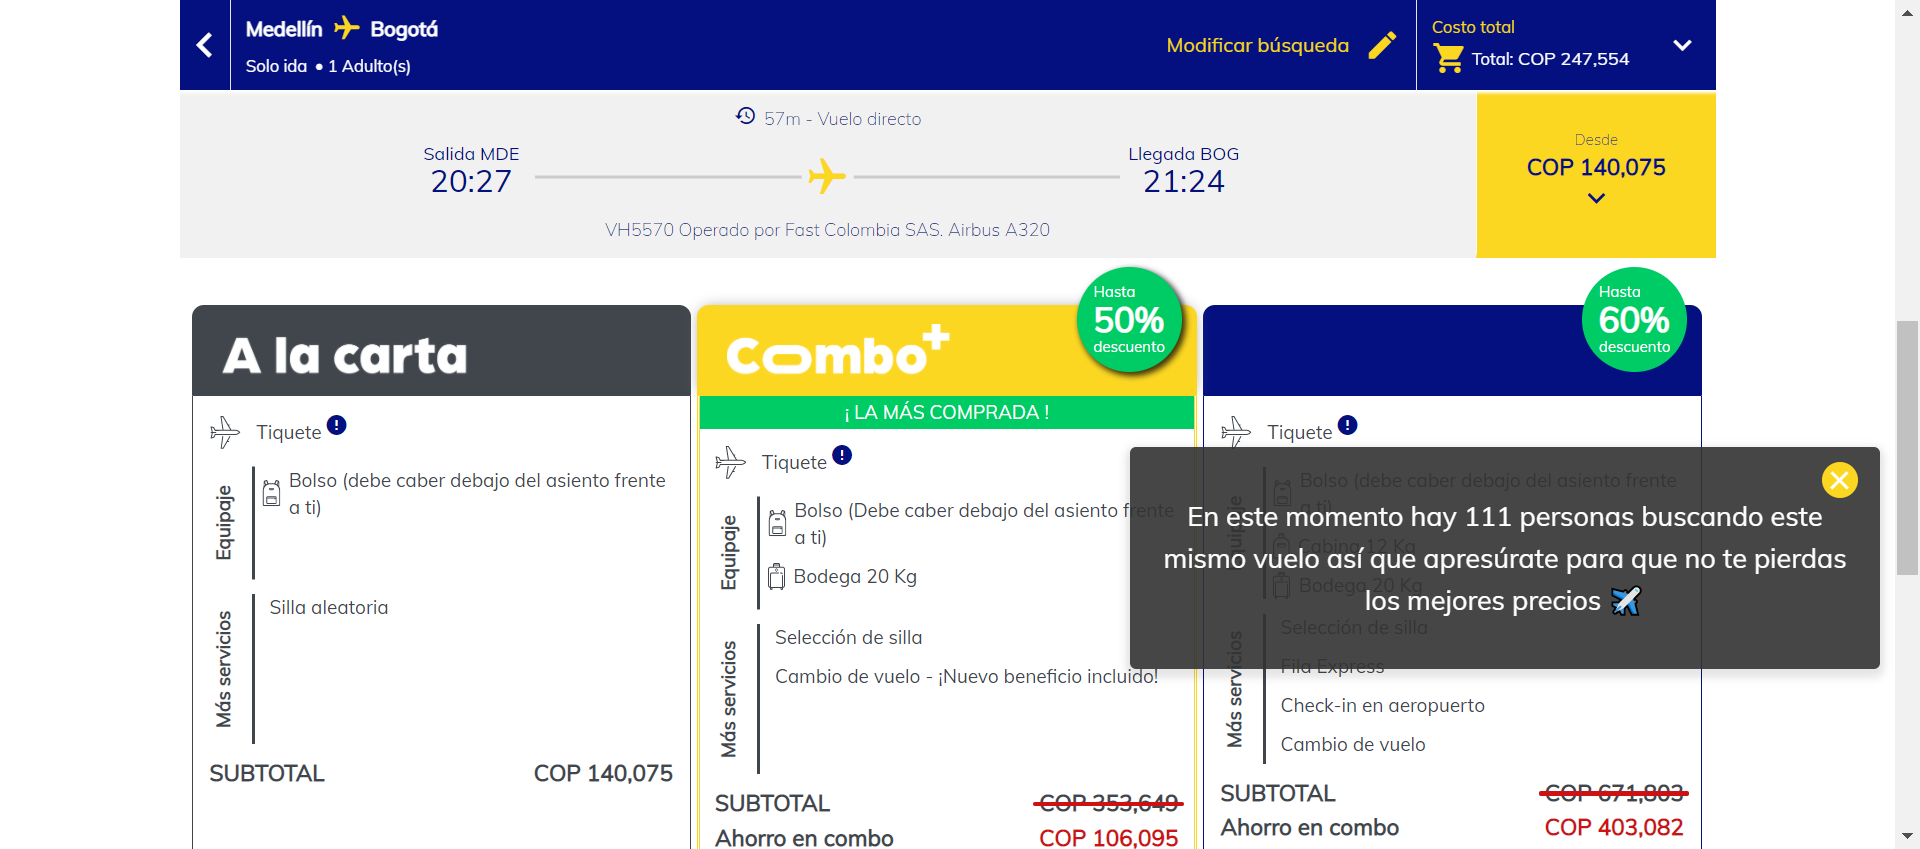 Medellín Bogotá
Solo ida • 1 Adulto(s)
Modificar búsqueda
Costo total
Total: COP 247,554
57m - Vuelo directo
Salida MDE
20:27
Llegada BOG
21:24
VH5570 Operado por Fast Colombia SAS. Airbus A320
Desde
COP 140,075
A la carta
Tiquete
Equipaje
Bolso (debe caber debajo del asiento frente
a ti)
Más servicios
Silla aleatoria
SUBTOTAL COP 140,075
Combo+
Hasta
50%
descuento
¡ LA MÁS COMPRADA !
Tiquete
Equipaje
Bolso (Debe caber debajo del asiento frente
a ti)
Bodega 20 Kg
Más servicios
Selección de silla
Cambio de vuelo - ¡Nuevo beneficio incluido!
SUBTOTAL COP 353,649
Ahorro en combo COP 106,095
Hasta
60%
descuento
Tiquete
Equipaje
Bolso (debe caber debajo del asiento frente
a ti)
Cabina 12 Kg
Bodega 20 Kg
Más servicios
Selección de silla
Fila Express
Check-in en aeropuerto
Cambio de vuelo
SUBTOTAL COP 671,803
Ahorro en combo COP 403,082
En este momento hay 111 personas buscando este
mismo vuelo así que apresúrate para que no te pierdas
los mejores precios